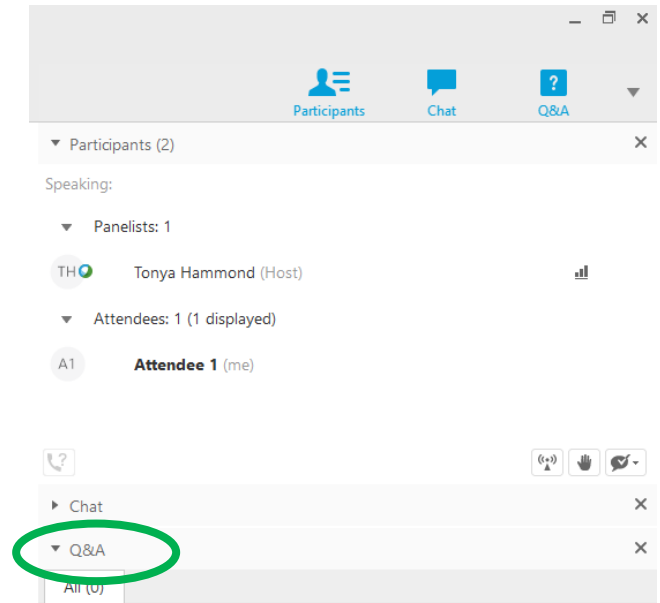 Participants Chat Q&A
Participants (2)
Speaking:
Panelists: 1
TH Tonya Hammond (Host)
Attendees: 1 (1 displayed)
A1 Attendee 1 (me)
Chat
Q&A
All (0)